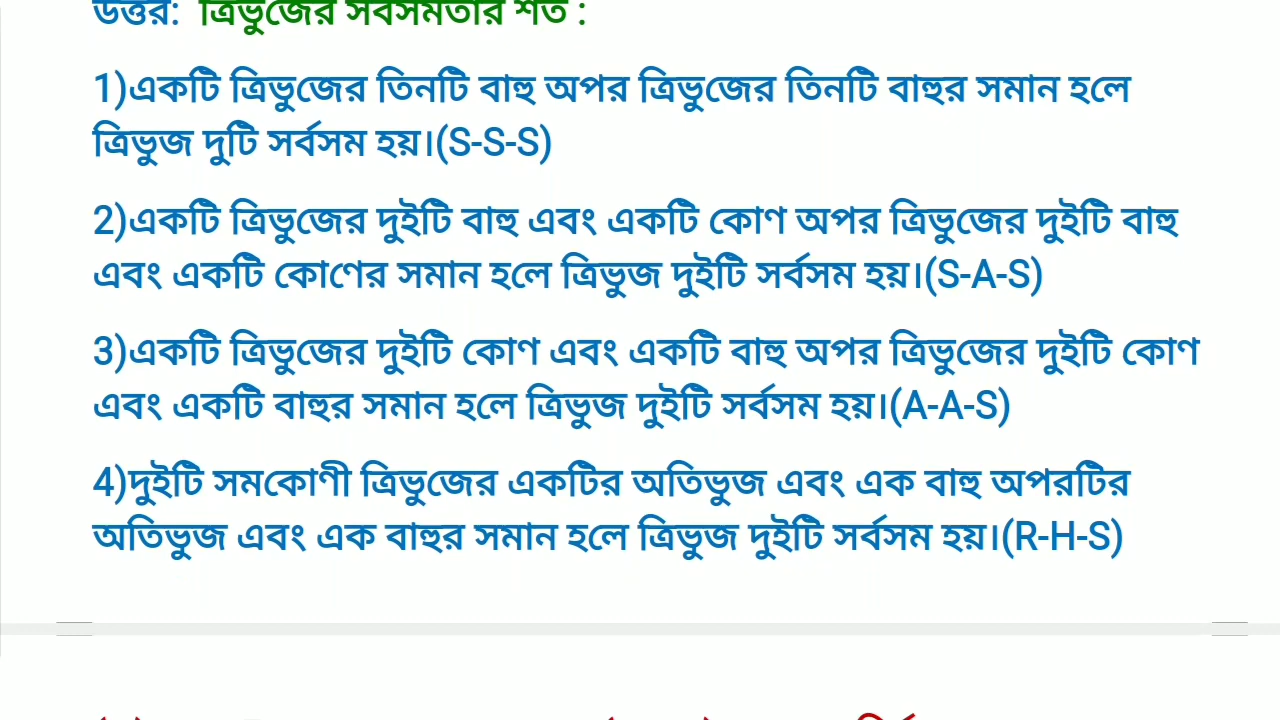 উত্তর: ত্রিভুজের সর্বসমতার শর্ত :
1)একটি ত্রিভুজের তিনটি বাহু অপর ত্রিভুজের তিনটি বাহুর সমান হলে
ত্রিভুজ দুটি সর্বসম হয়।(S-S-S)
2)একটি ত্রিভুজের দুইটি বাহু এবং একটি কোণ অপর ত্রিভুজের দুইটি বাহু
এবং একটি কোণের সমান হলে ত্রিভুজ দুইটি সর্বসম হয়।(S-A-S)
3)একটি ত্রিভুজের দুইটি কোণ এবং একটি বাহু অপর ত্রিভুজের দুইটি কোণ
এবং একটি বাহুর সমান হলে ত্রিভুজ দুইটি সর্বসম হয়।(A-A-S)
4)দুইটি সমকোণী ত্রিভুজের একটির অতিভুজ এবং এক বাহু অপরটির
অতিভুজ এবং এক বাহুর সমান হলে ত্রিভুজ দুইটি সর্বসম হয়।(R-H-S)